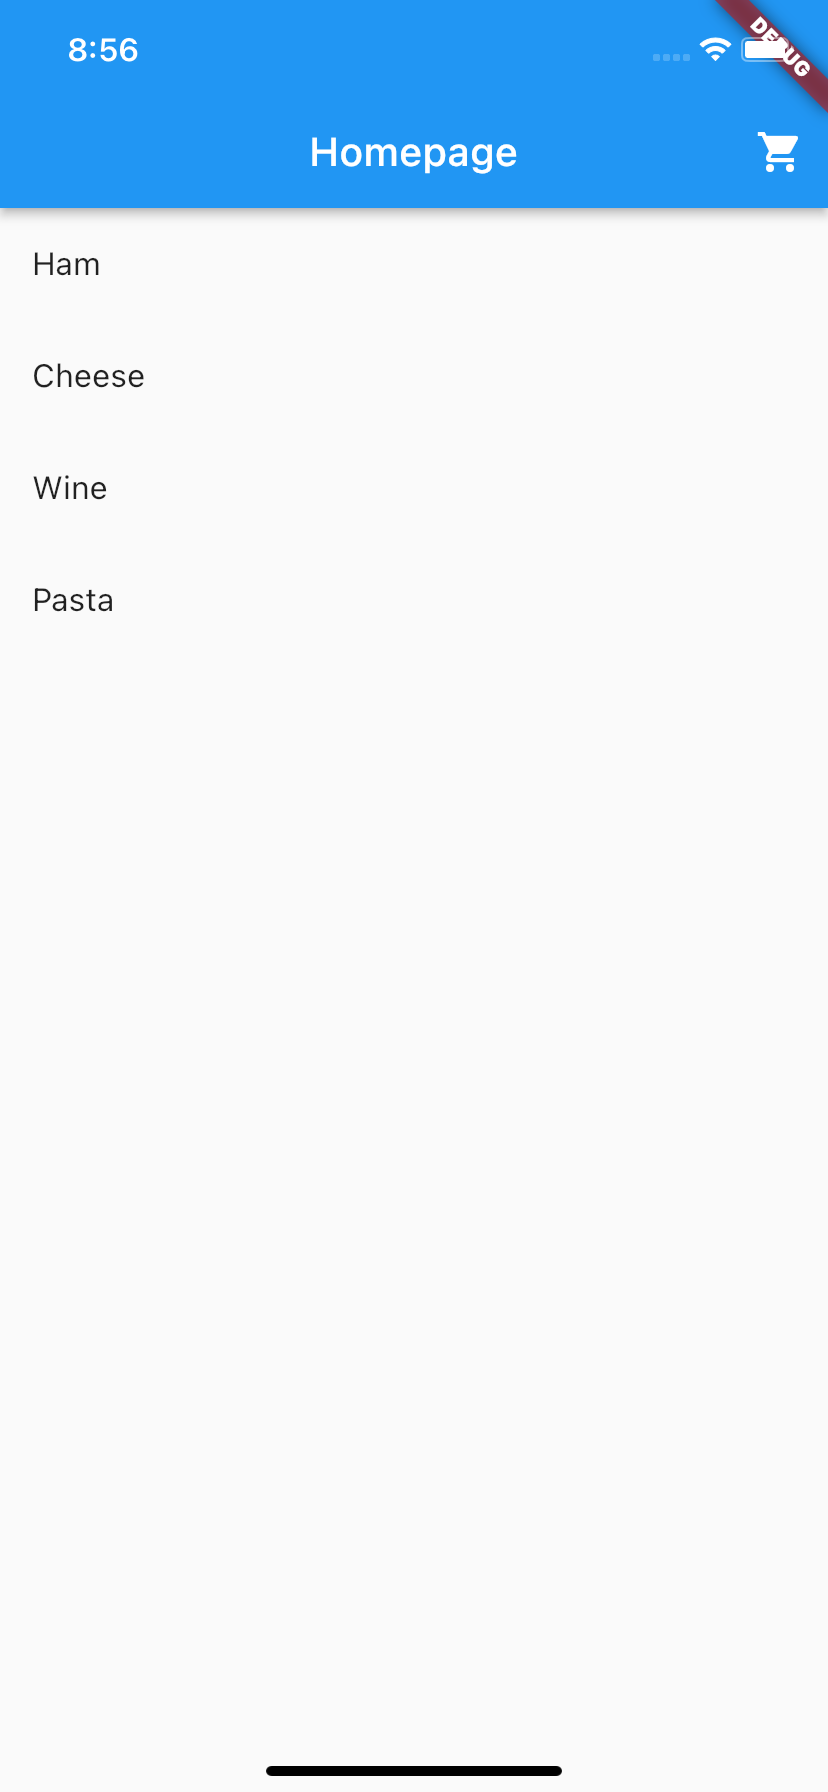 8:56
DEBUG
Homepage
Ham
Cheese
Wine
Pasta